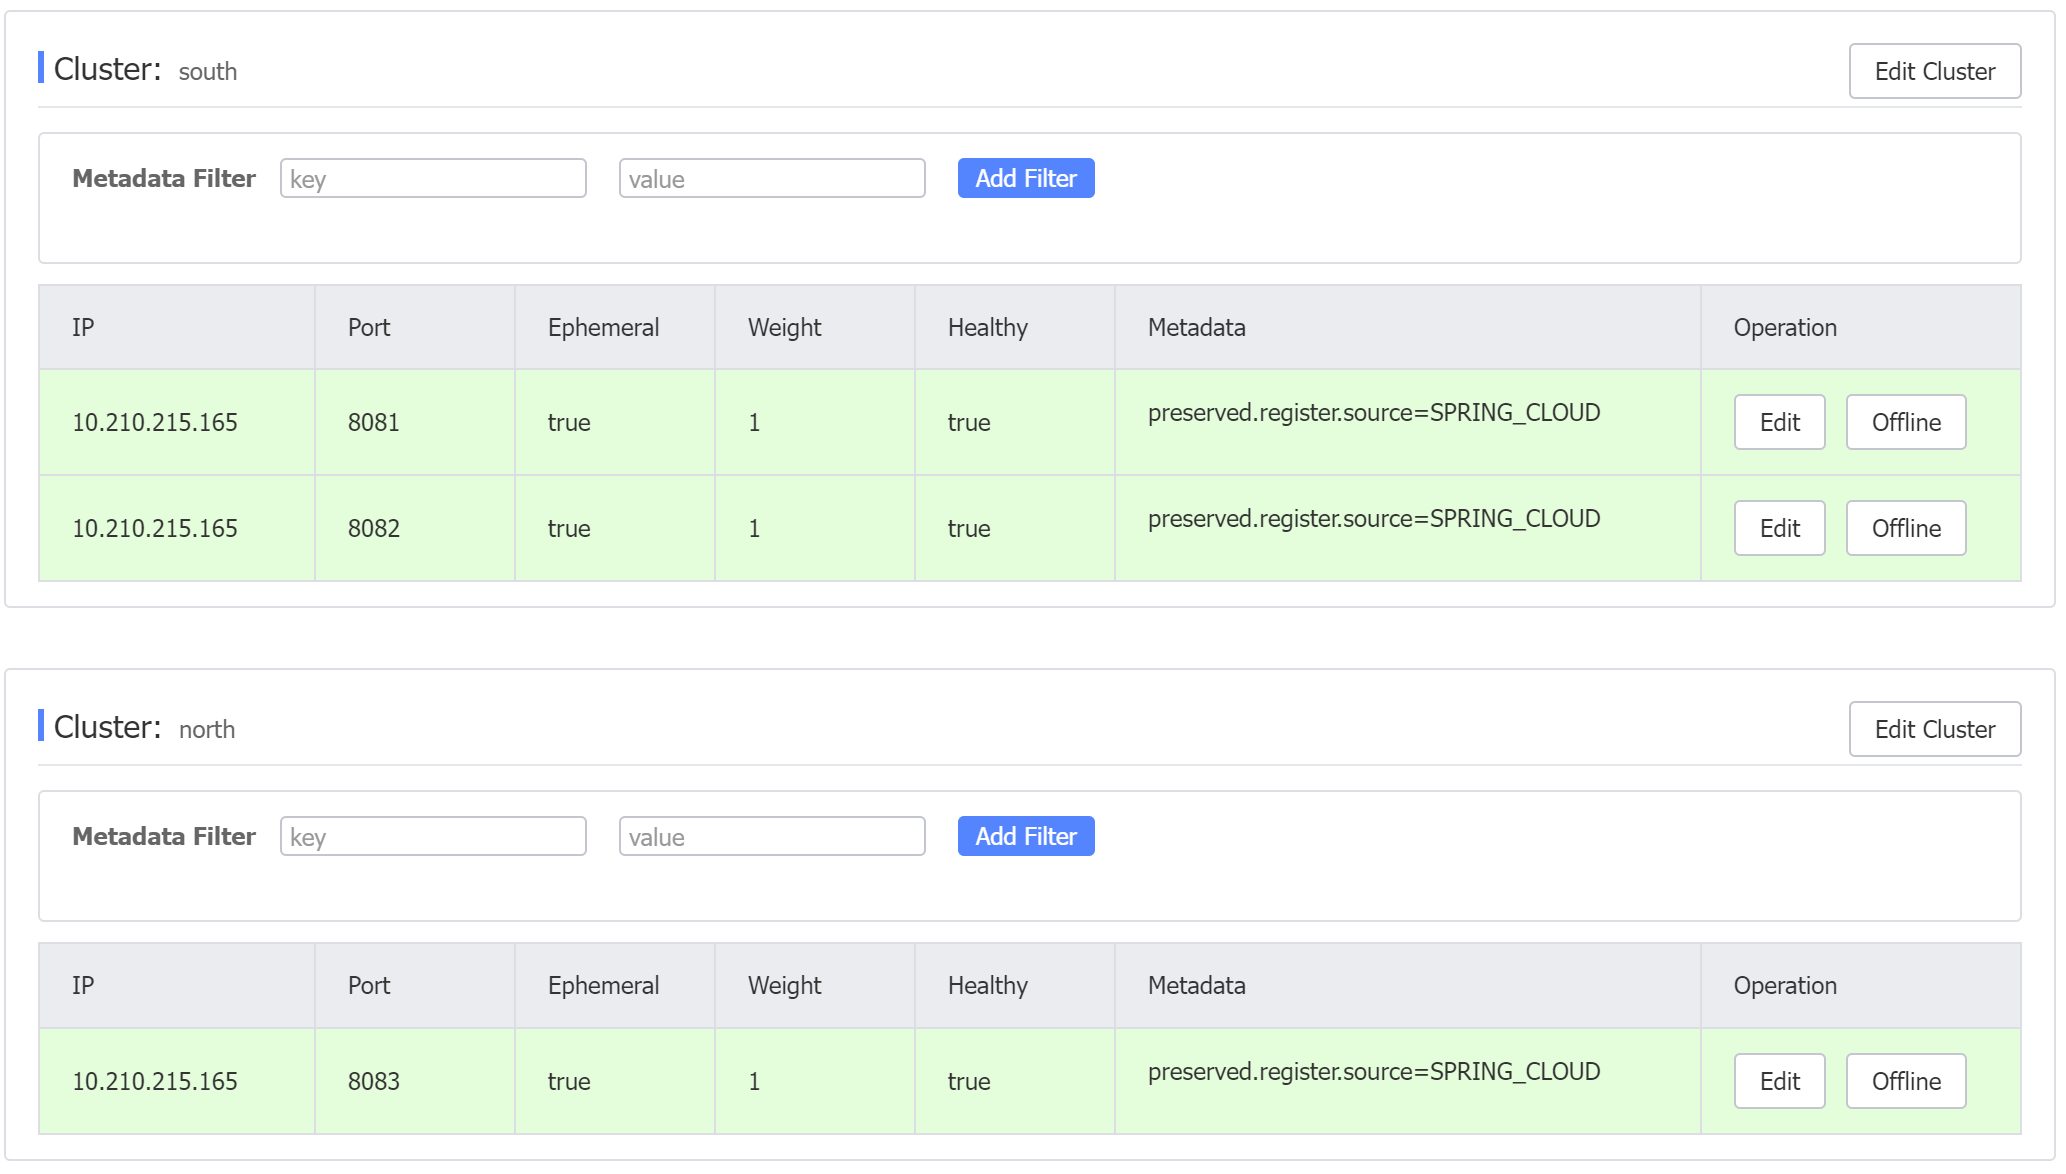 Cluster: south Edit Cluster
Metadata Filter key value Add Filter
IP Port Ephemeral Weight Healthy Metadata Operation
10.210.215.165 8081 true 1 true preserved.register.source=SPRING_CLOUD Edit Offline
10.210.215.165 8082 true 1 true preserved.register.source=SPRING_CLOUD Edit Offline
Cluster: north Edit Cluster
Metadata Filter key value Add Filter
IP Port Ephemeral Weight Healthy Metadata Operation
10.210.215.165 8083 true 1 true preserved.register.source=SPRING_CLOUD Edit Offline